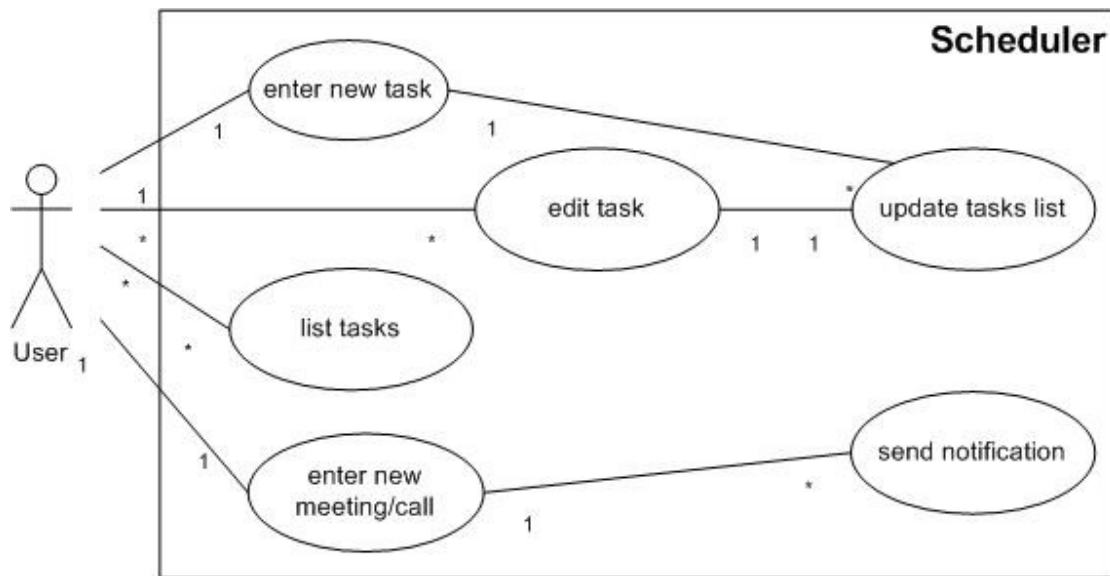 Scheduler
enter new task
1
1
1
edit task
*
update tasks list
*
*
1
1
*
list tasks
*
User
1
send notification
1
enter new
meeting/call
*
1